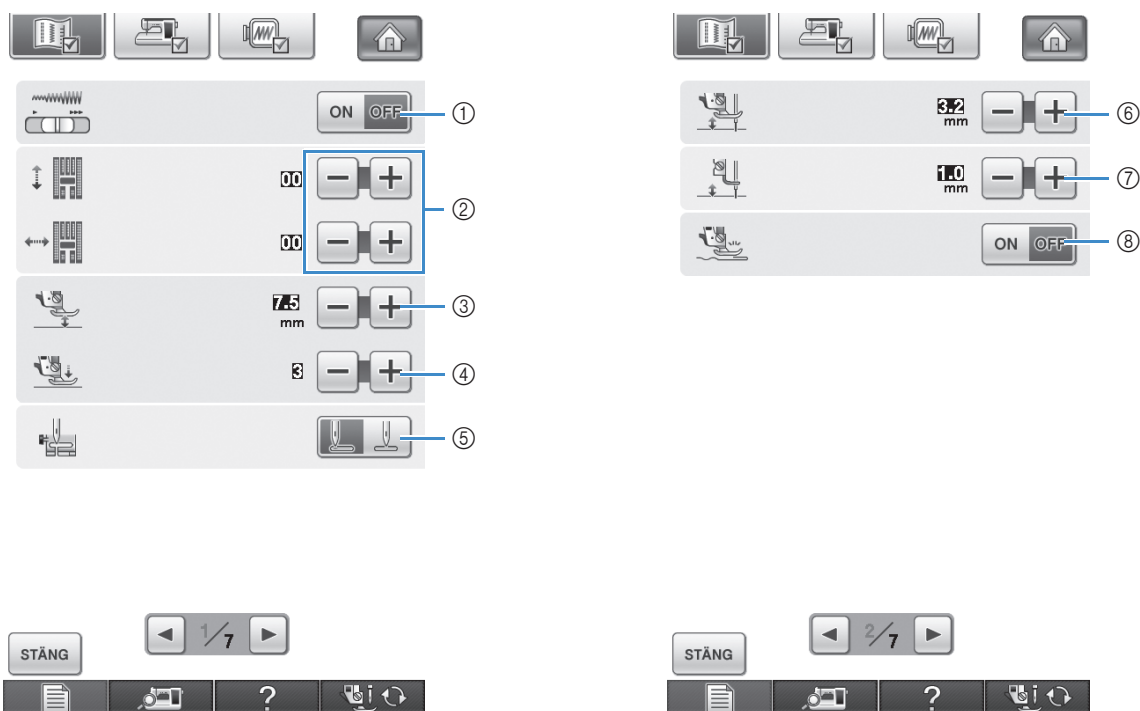 ON OFF ①
00
②
00
7.5
mm ③
3 ④
⑤
1/7
STÄNG
?
3.2
mm ⑥
1.0
mm ⑦
ON OFF ⑧
2/7
STÄNG
?